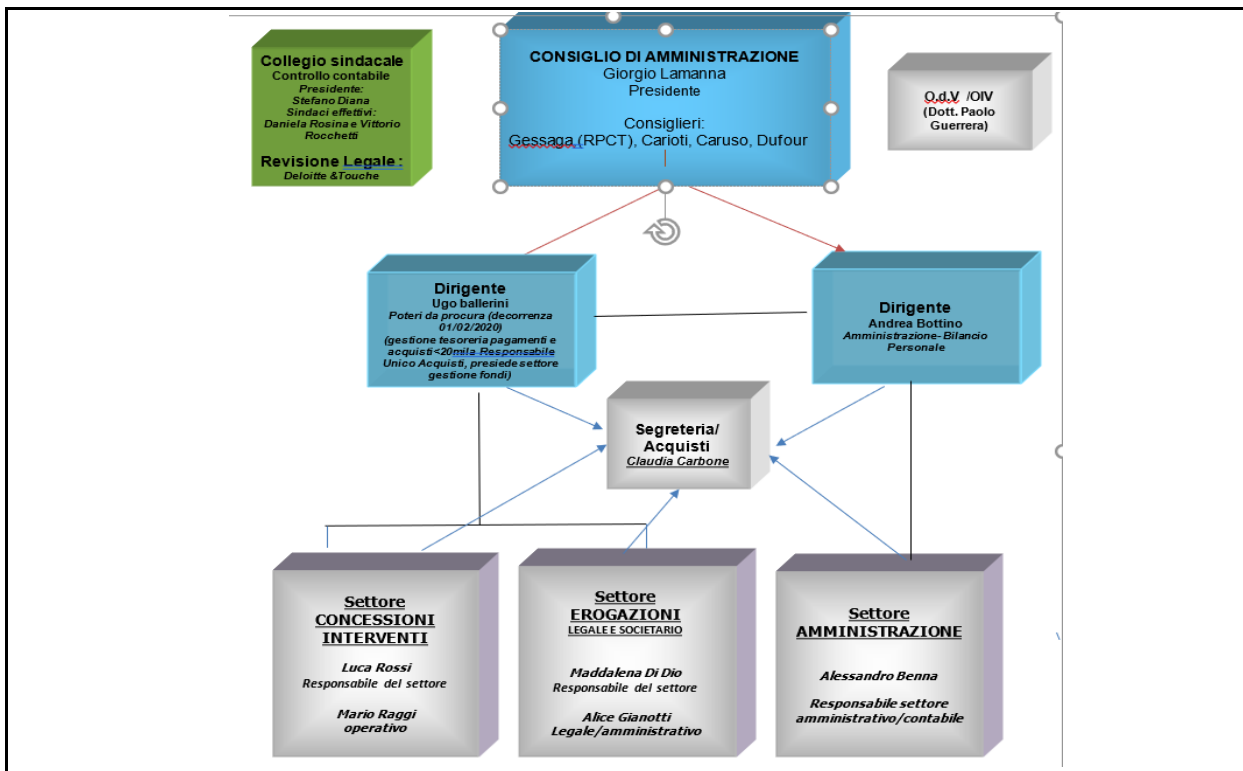 Collegio sindacale
Controllo contabile
Presidente:
Stefano Diana
Sindaci effettivi:
Daniela Rosina e Vittorio
Rocchetti
Revisione Legale :
Deloitte &Touche
CONSIGLIO DI AMMINISTRAZIONE
Giorgio Lamanna
Presidente
Consiglieri:
Gessaga (RPCT), Carioti, Caruso, Dufour
O.d.V /OIV
(Dott. Paolo
Guerrera)
Dirigente
Ugo ballerini
Poteri da procura (decorrenza
01/02/2020)
(gestione tesoreria pagamenti e
acquisti<20mila-Responsabile
Unico Acquisti, presiede settore
gestione fondi)
Dirigente
Andrea Bottino
Amministrazione- Bilancio
Personale
Segreteria/
Acquisti
Claudia Carbone
Settore
CONCESSIONI
INTERVENTI
Luca Rossi
Responsabile del settore
Mario Raggi
operativo
Settore
EROGAZIONI
LEGALE E SOCIETARIO
Maddalena Di Dio
Responsabile del settore
Alice Gianotti
Legale/amministrativo
Settore
AMMINISTRAZIONE
Alessandro Benna
Responsabile settore
amministrativo/contabile